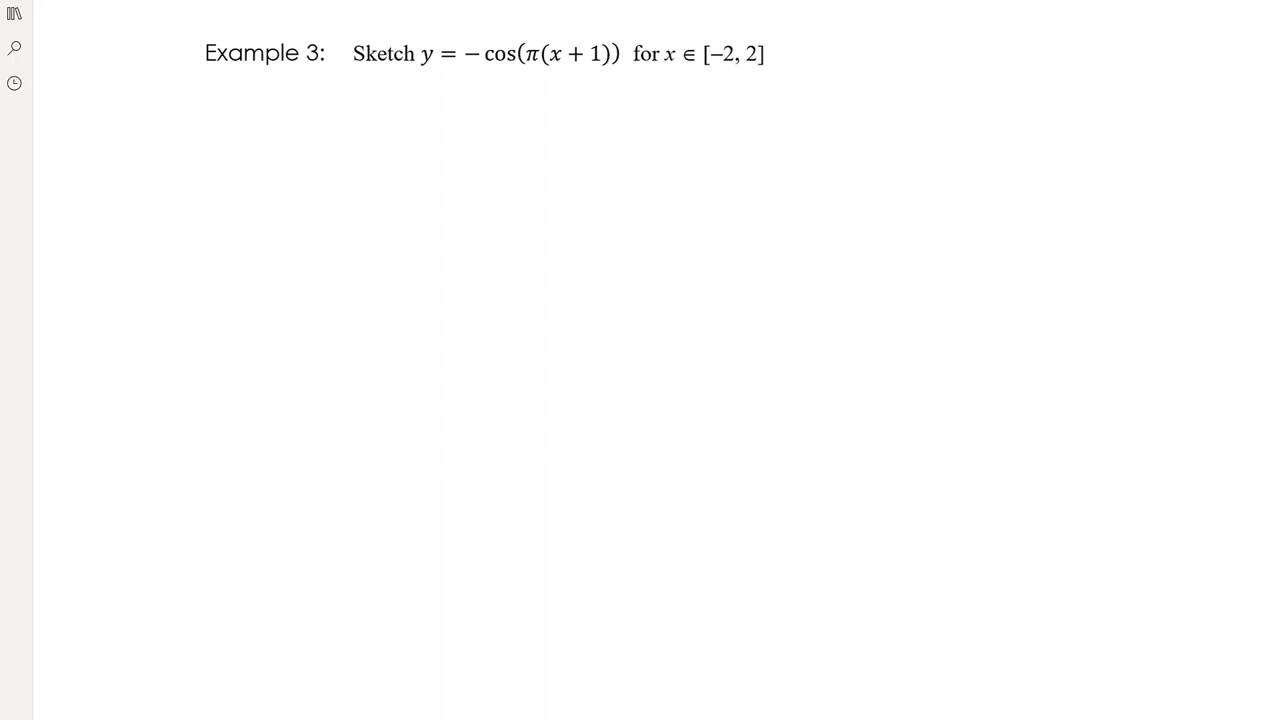 Example 3: Sketch 𝑦 = − cos(𝜋(𝑥 + 1)) for x ∈ [–2, 2]